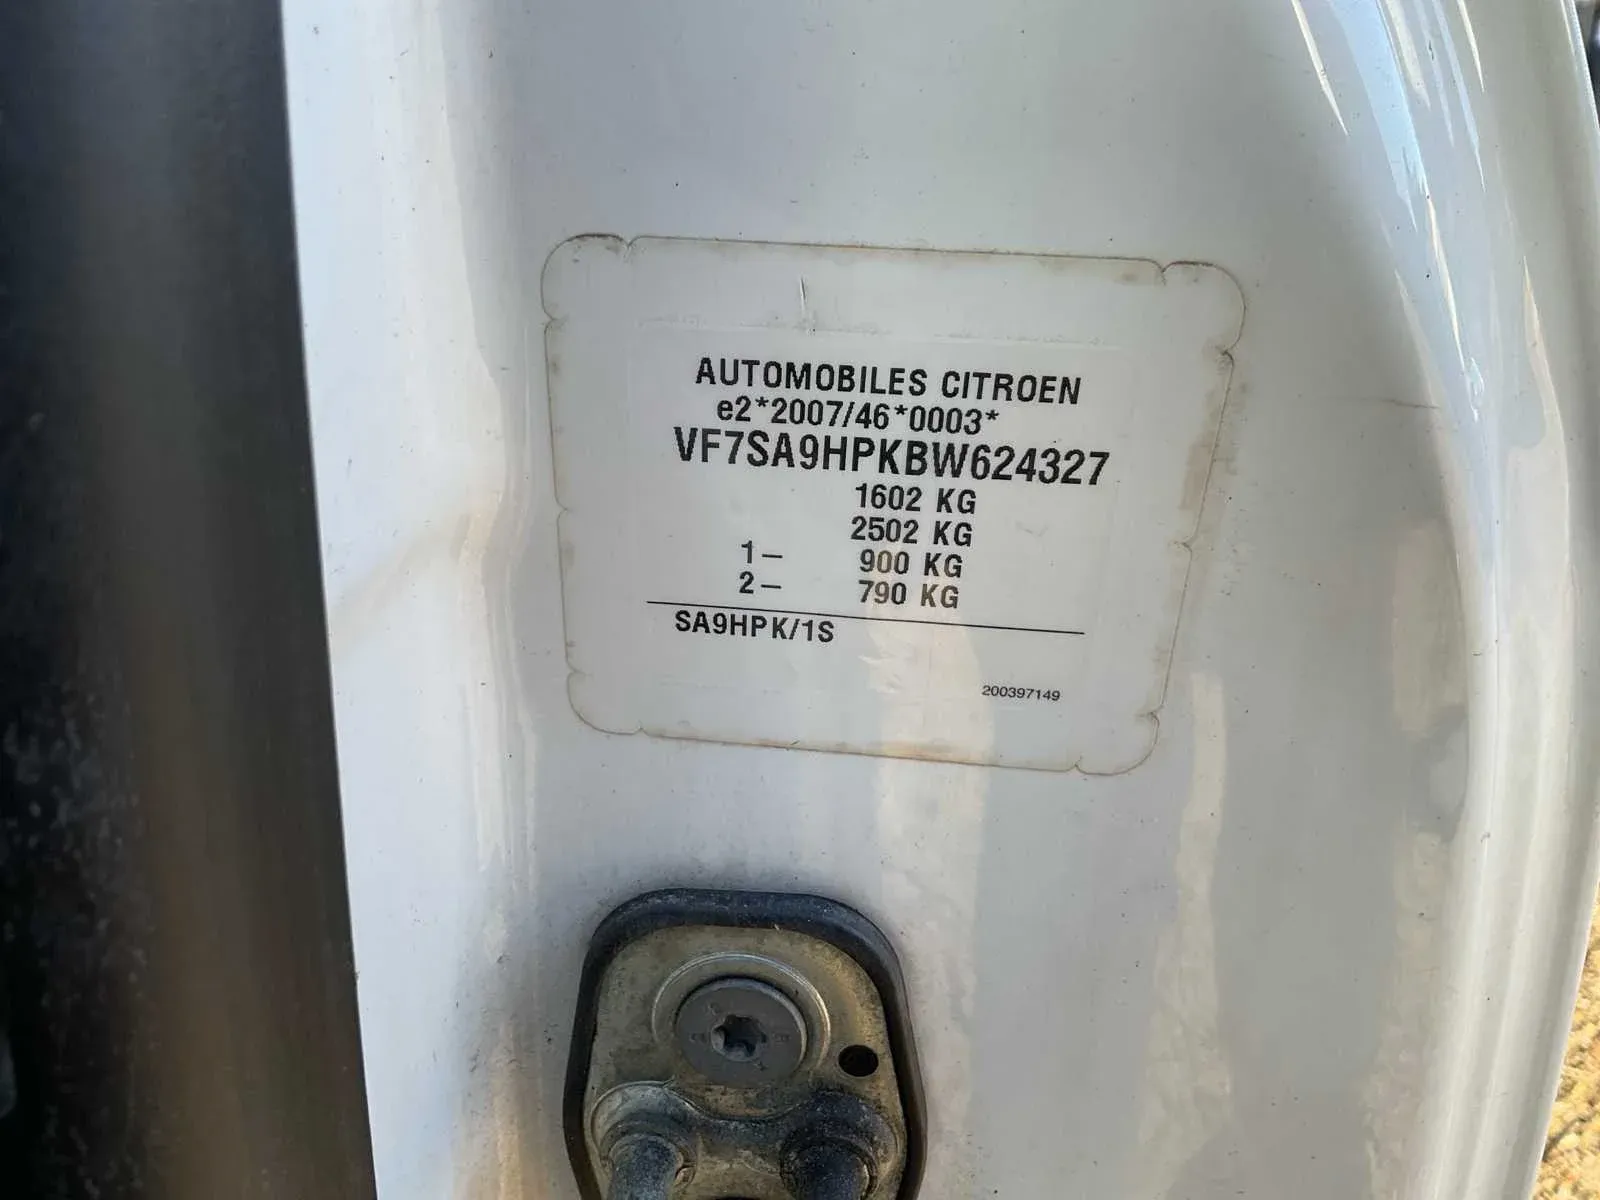 AUTOMOBILES CITROEN
e2*2007/46*0003*
VF7SA9HPKBW624327
1602 KG
2502 KG
1– 900 KG
2– 790 KG
SA9HPK/1S
200397149